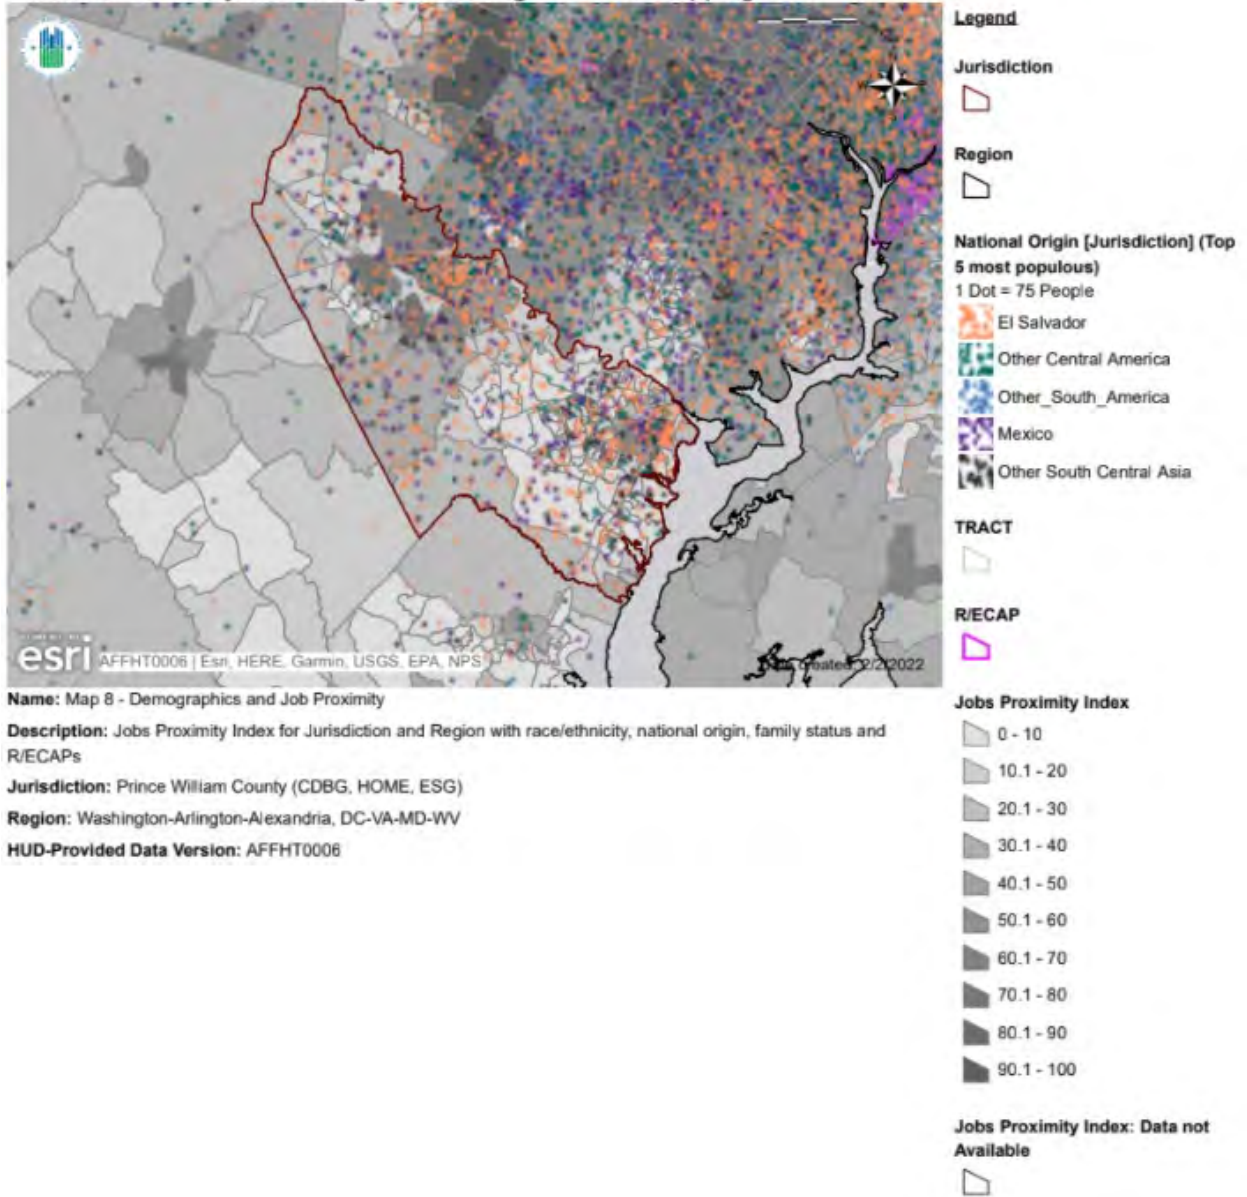 Legend
Jurisdiction
Region
National Origin [Jurisdiction] (Top
5 most populous)
1 Dot = 75 People
El Salvador
Other Central America
Other_South_America
Mexico
Other South Central Asia
TRACT
R/ECAP
Jobs Proximity Index
0 - 10
10.1 - 20
20.1 - 30
30.1 - 40
40.1 - 50
50.1 - 60
60.1 - 70
70.1 - 80
80.1 - 90
90.1 - 100
Jobs Proximity Index: Data not
Available
esri
AFFHT0006 | Esri, HERE, Garmin, USGS, EPA, NPS
created: 2/2/2022
Name: Map 8 - Demographics and Job Proximity
Description: Jobs Proximity Index for Jurisdiction and Region with race/ethnicity, national origin, family status and
R/ECAPs
Jurisdiction: Prince William County (CDBG, HOME, ESG)
Region: Washington-Arlington-Alexandria, DC-VA-MD-WV
HUD-Provided Data Version: AFFHT0006